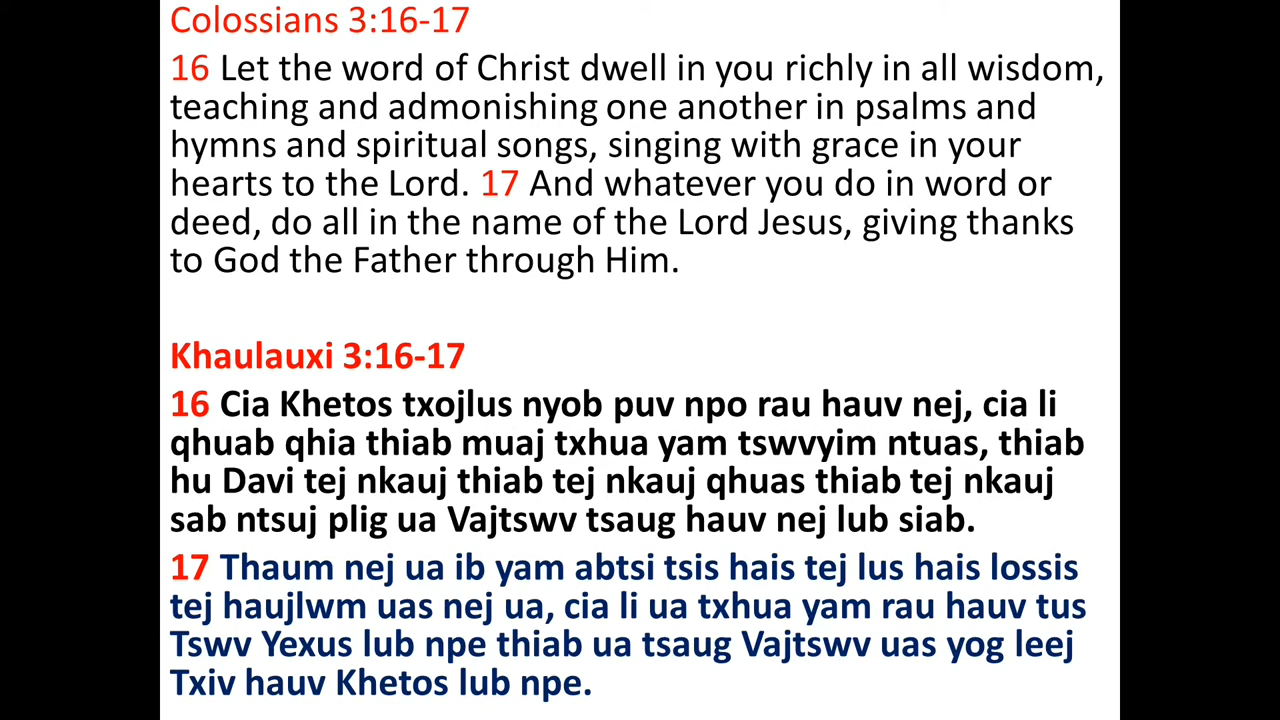 Colossians 3:16-17
16 Let the word of Christ dwell in you richly in all wisdom,
teaching and admonishing one another in psalms and
hymns and spiritual songs, singing with grace in your
hearts to the Lord. 17 And whatever you do in word or
deed, do all in the name of the Lord Jesus, giving thanks
to God the Father through Him.
Khaulauxi 3:16-17
16 Cia Khetos txojlus nyob puv npo rau hauv nej, cia li
qhuab qhia thiab muaj txhua yam tswvyim ntuas, thiab
hu Davi tej nkauj thiab tej nkauj qhuas thiab tej nkauj
sab ntsuj plig ua Vajtswv tsaug hauv nej lub siab.
17 Thaum nej ua ib yam abtsi tsis hais tej lus hais lossis
tej haujlwm uas nej ua, cia li ua txhua yam rau hauv tus
Tswv Yexus lub npe thiab ua tsaug Vajtswv uas yog leej
Txiv hauv Khetos lub npe.